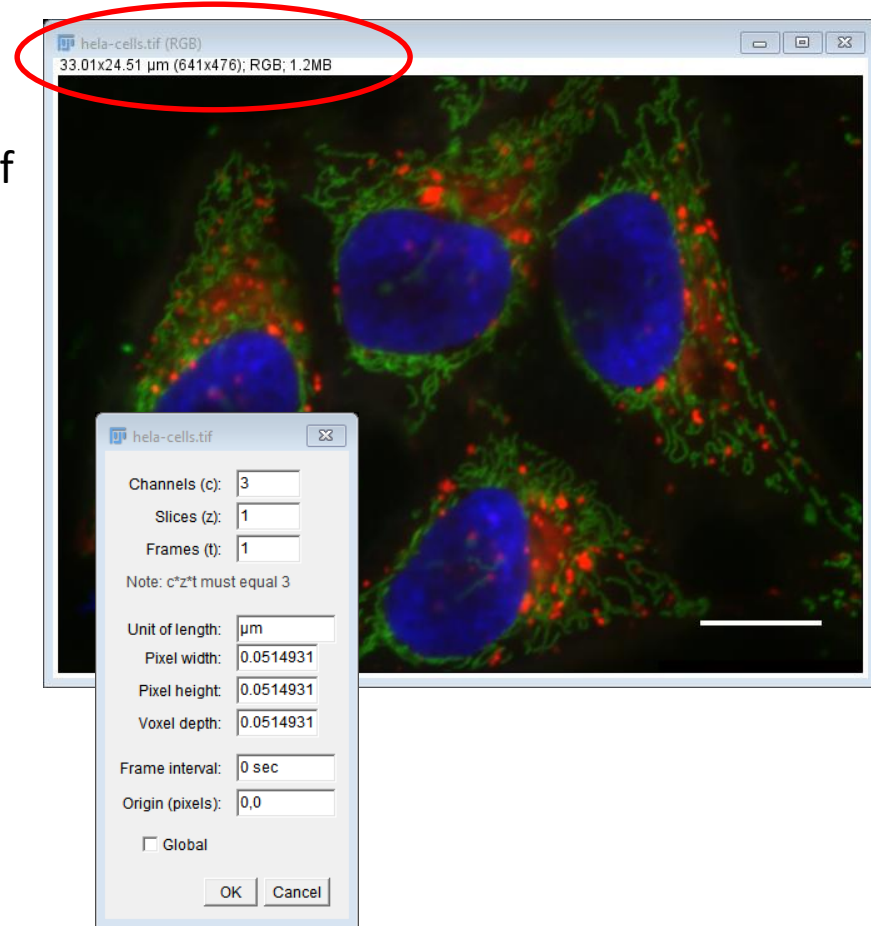 hela-cells.tif (RGB)
33.01x24.51 µm (641x476); RGB; 1.2MB
f
hela-cells.tif
Channels (c): 3
Slices (z): 1
Frames (t): 1
Note: c*z*t must equal 3
Unit of length: µm
Pixel width: 0.0514931
Pixel height: 0.0514931
Voxel depth: 0.0514931
Frame interval: 0 sec
Origin (pixels): 0,0
Global
OK Cancel